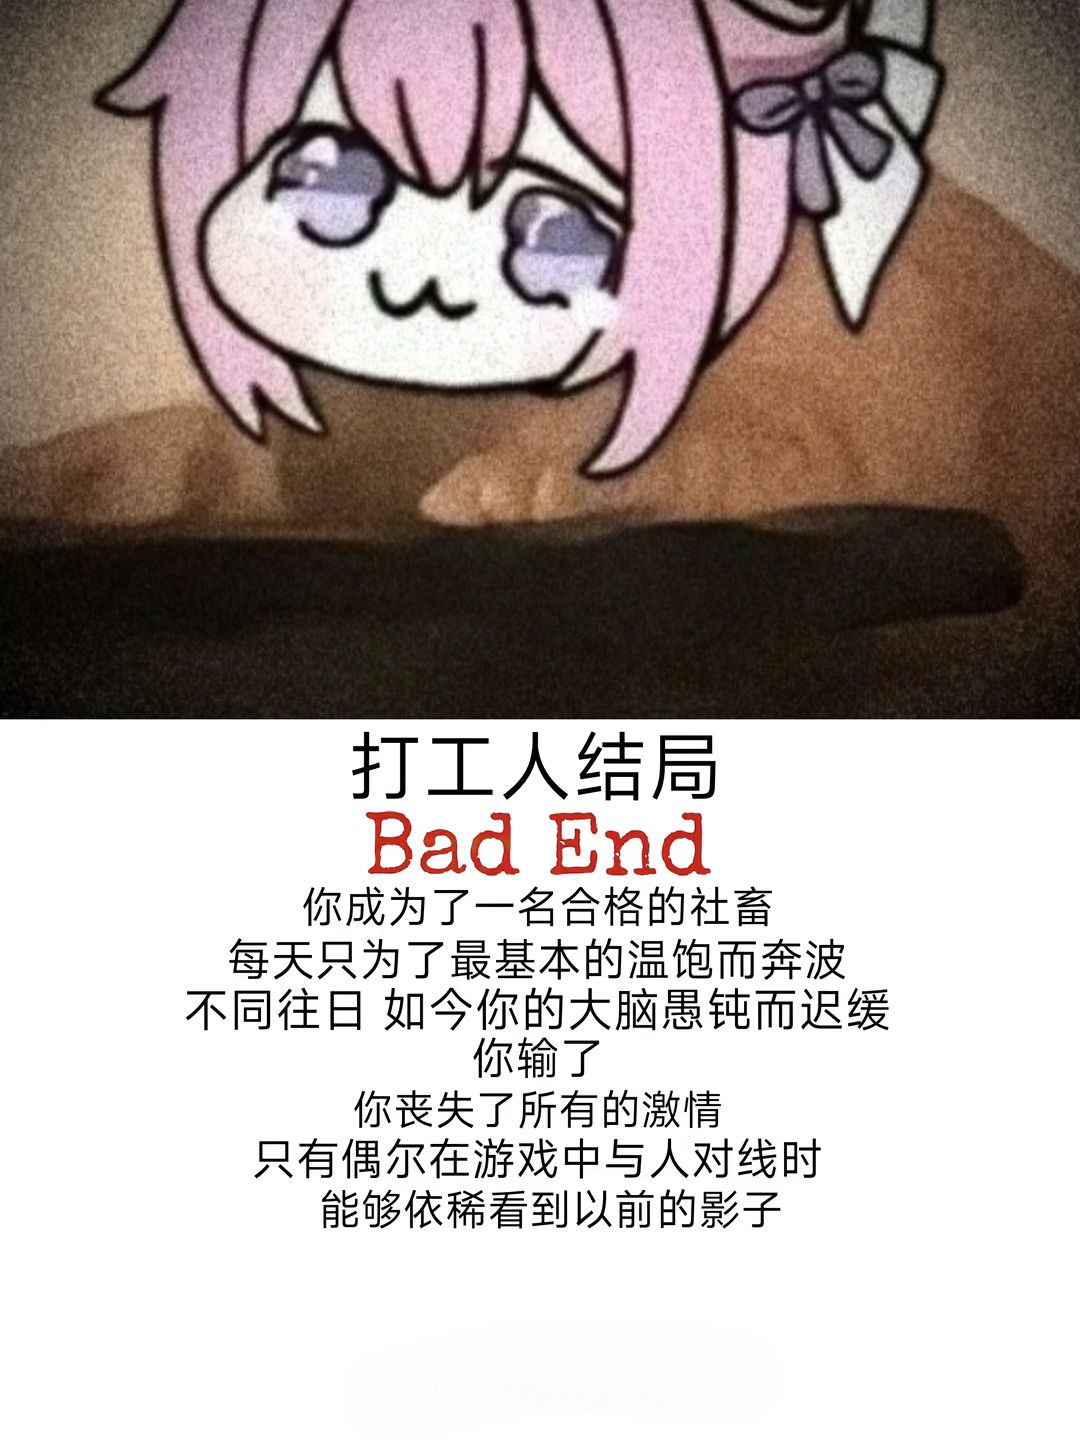 打工人结局
Bad End
你成为了一名合格的社畜
每天只为了最基本的温饱而奔波
不同往日 如今你的大脑愚钝而迟缓
你输了
你丧失了所有的激情
只有偶尔在游戏中与人对线时
能够依稀看到以前的影子